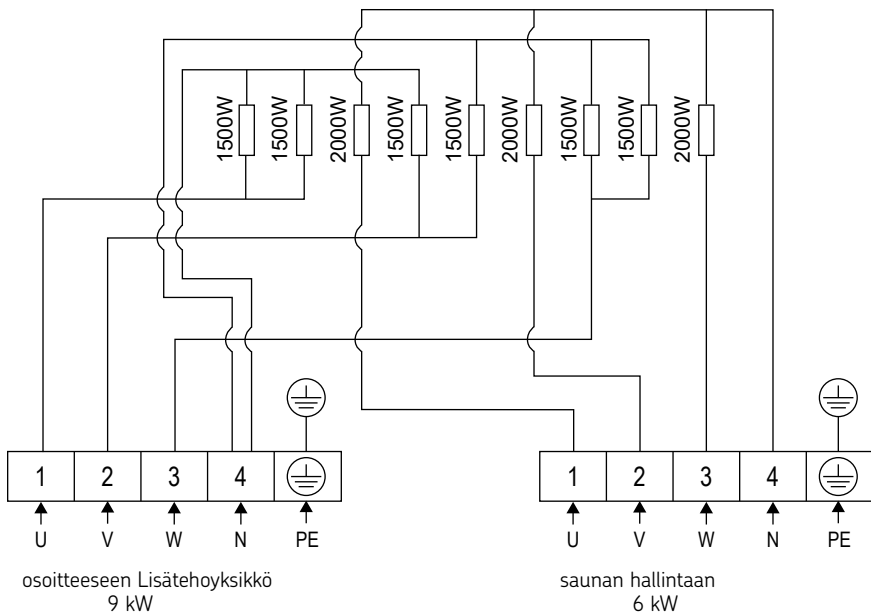 1500W
1500W
2000W
1500W
1500W
2000W
1500W
1500W
2000W
1 2 3 4
U V W N PE
osoitteeseen Lisätehoyksikkö
9 kW
1 2 3 4
U V W N PE
saunan hallintaan
6 kW